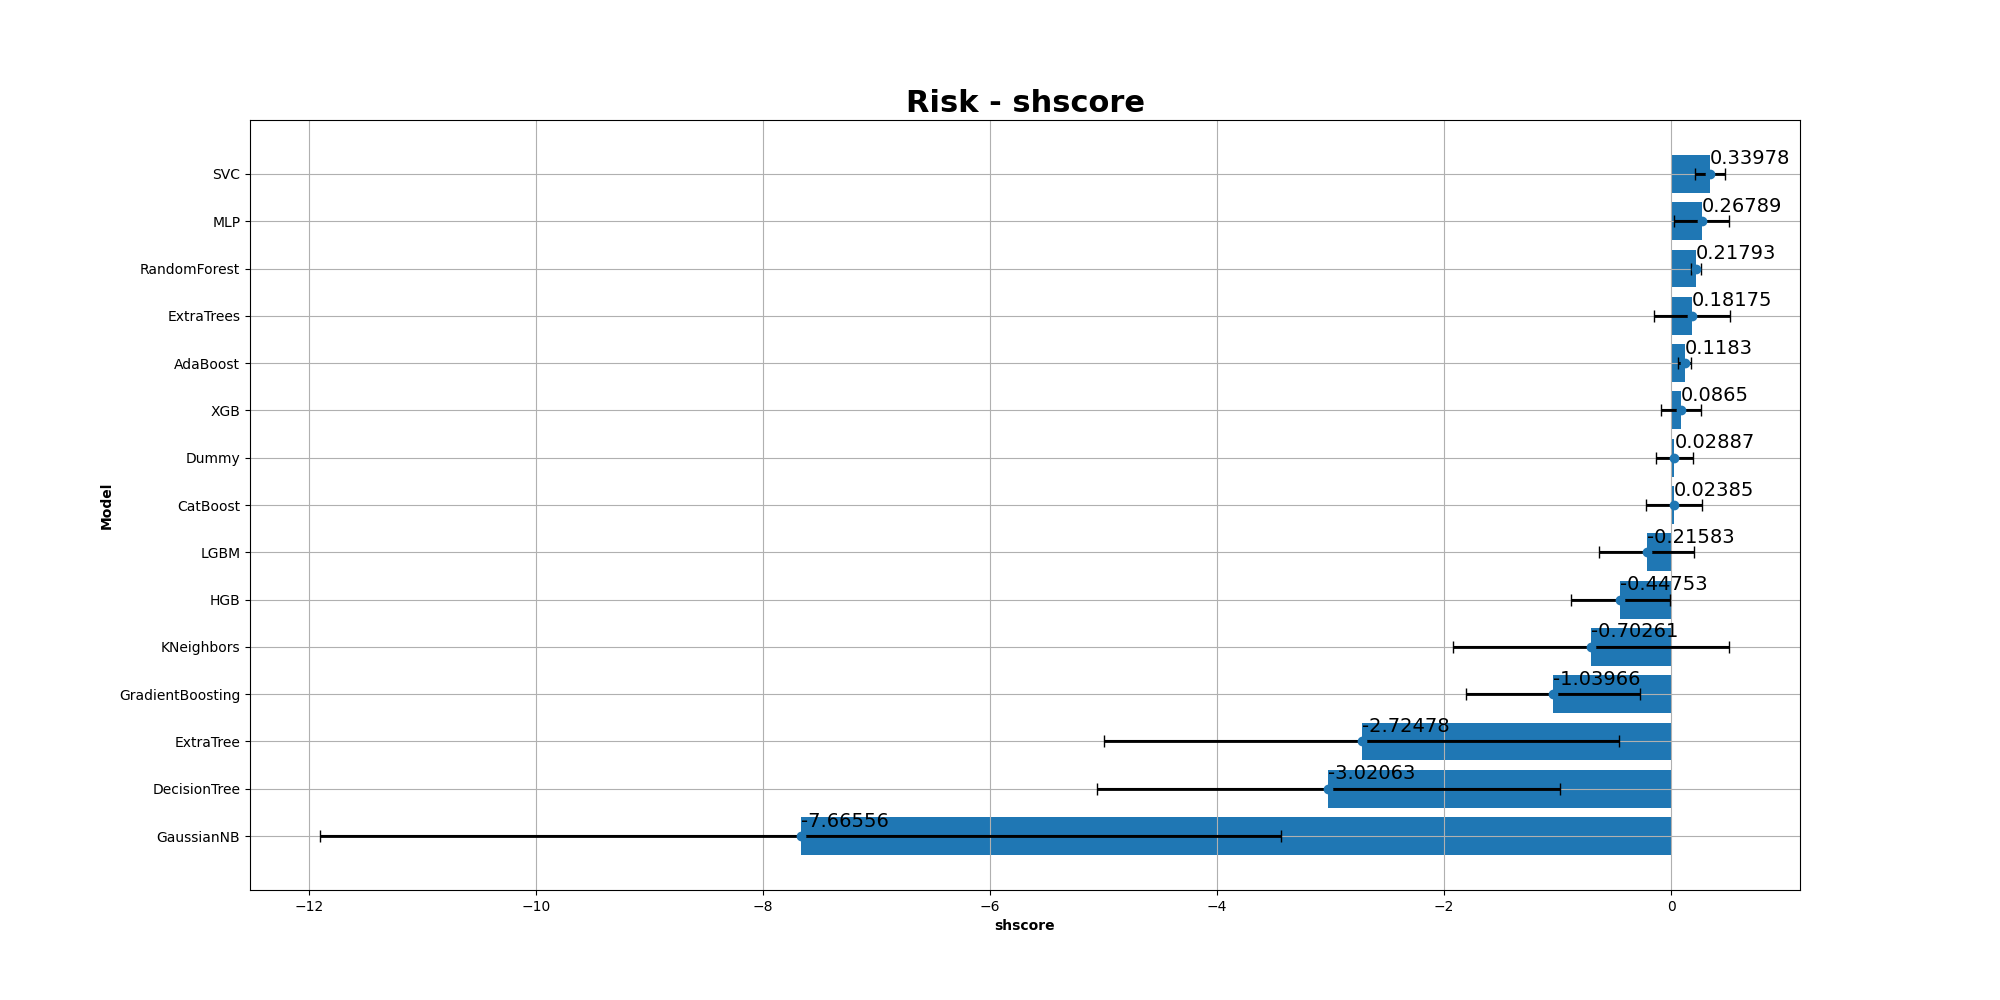 Risk - shscore
SVC 0.33978
MLP 0.26789
RandomForest 0.21793
ExtraTrees 0.18175
AdaBoost 0.1183
XGB 0.0865
Dummy 0.02887
CatBoost 0.02385
LGBM -0.21583
HGB -0.44753
KNeighbors -0.70261
GradientBoosting -1.03966
ExtraTree -2.72478
DecisionTree -3.02063
GaussianNB -7.66556
Model
−12 −10 −8 −6 −4 −2 0
shscore